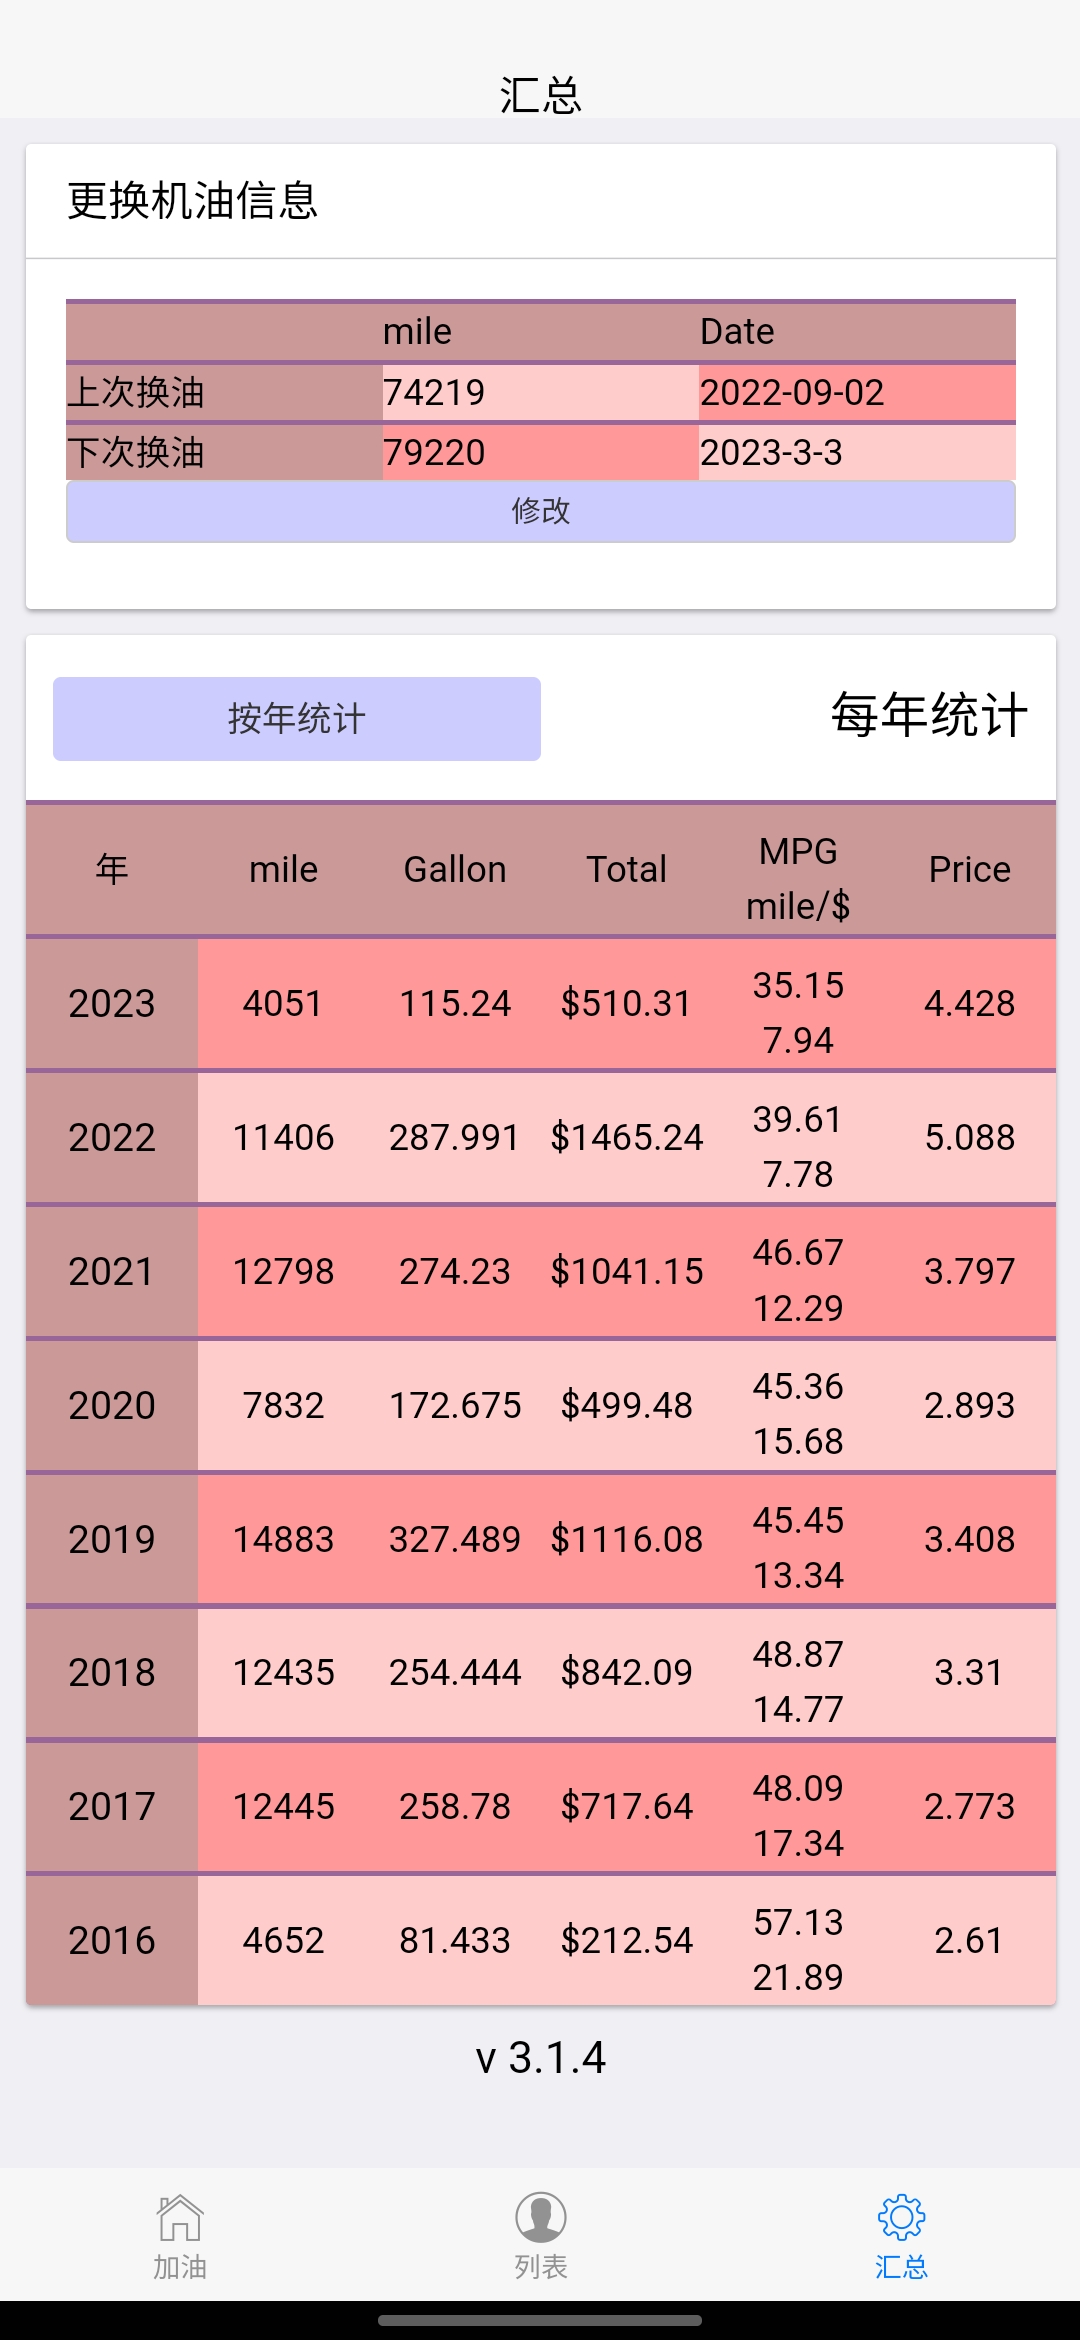 汇总
更换机油信息
mile Date
上次换油 74219 2022-09-02
下次换油 79220 2023-3-3
修改
按年统计 每年统计
年 mile Gallon Total MPG mile/$ Price
2023 4051 115.24 $510.31 35.15 7.94 4.428
2022 11406 287.991 $1465.24 39.61 7.78 5.088
2021 12798 274.23 $1041.15 46.67 12.29 3.797
2020 7832 172.675 $499.48 45.36 15.68 2.893
2019 14883 327.489 $1116.08 45.45 13.34 3.408
2018 12435 254.444 $842.09 48.87 14.77 3.31
2017 12445 258.78 $717.64 48.09 17.34 2.773
2016 4652 81.433 $212.54 57.13 21.89 2.61
v 3.1.4
加油 列表 汇总